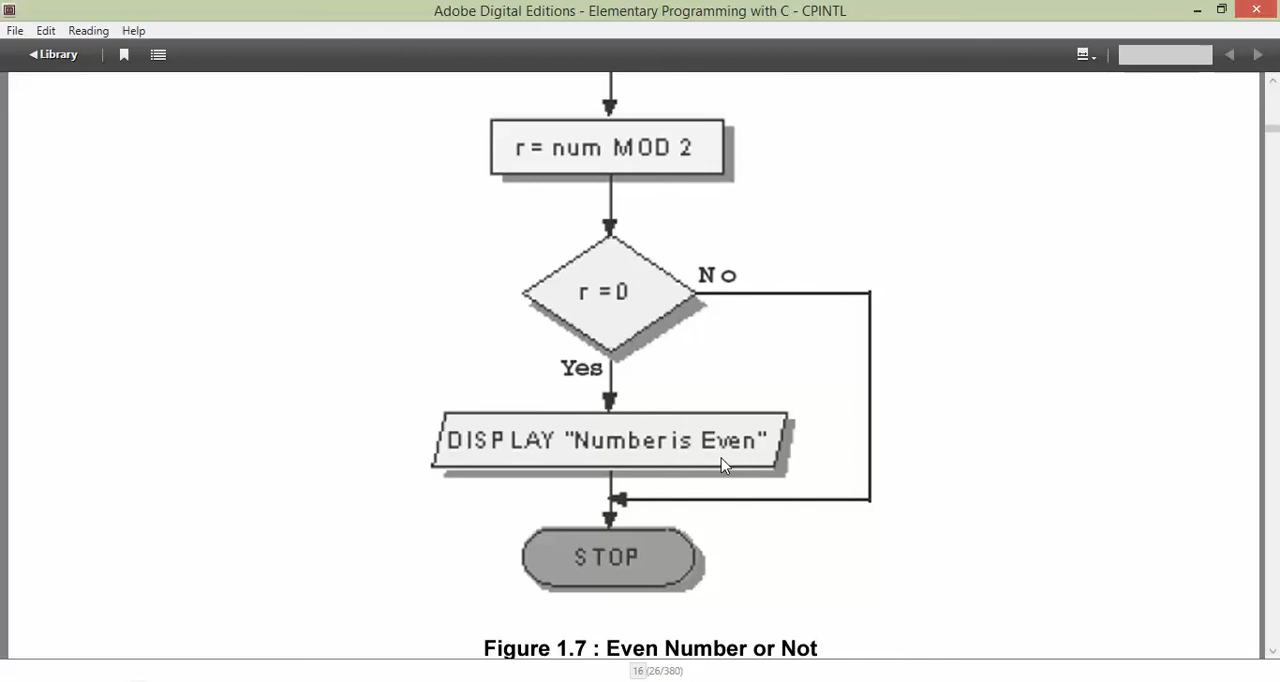 Adobe Digital Editions - Elementary Programming with C - CPINTL
File Edit Reading Help
Library
r = num MOD 2
r = 0
No
Yes
DISPLAY "Number is Even"
STOP
Figure 1.7 : Even Number or Not
16 (26/380)